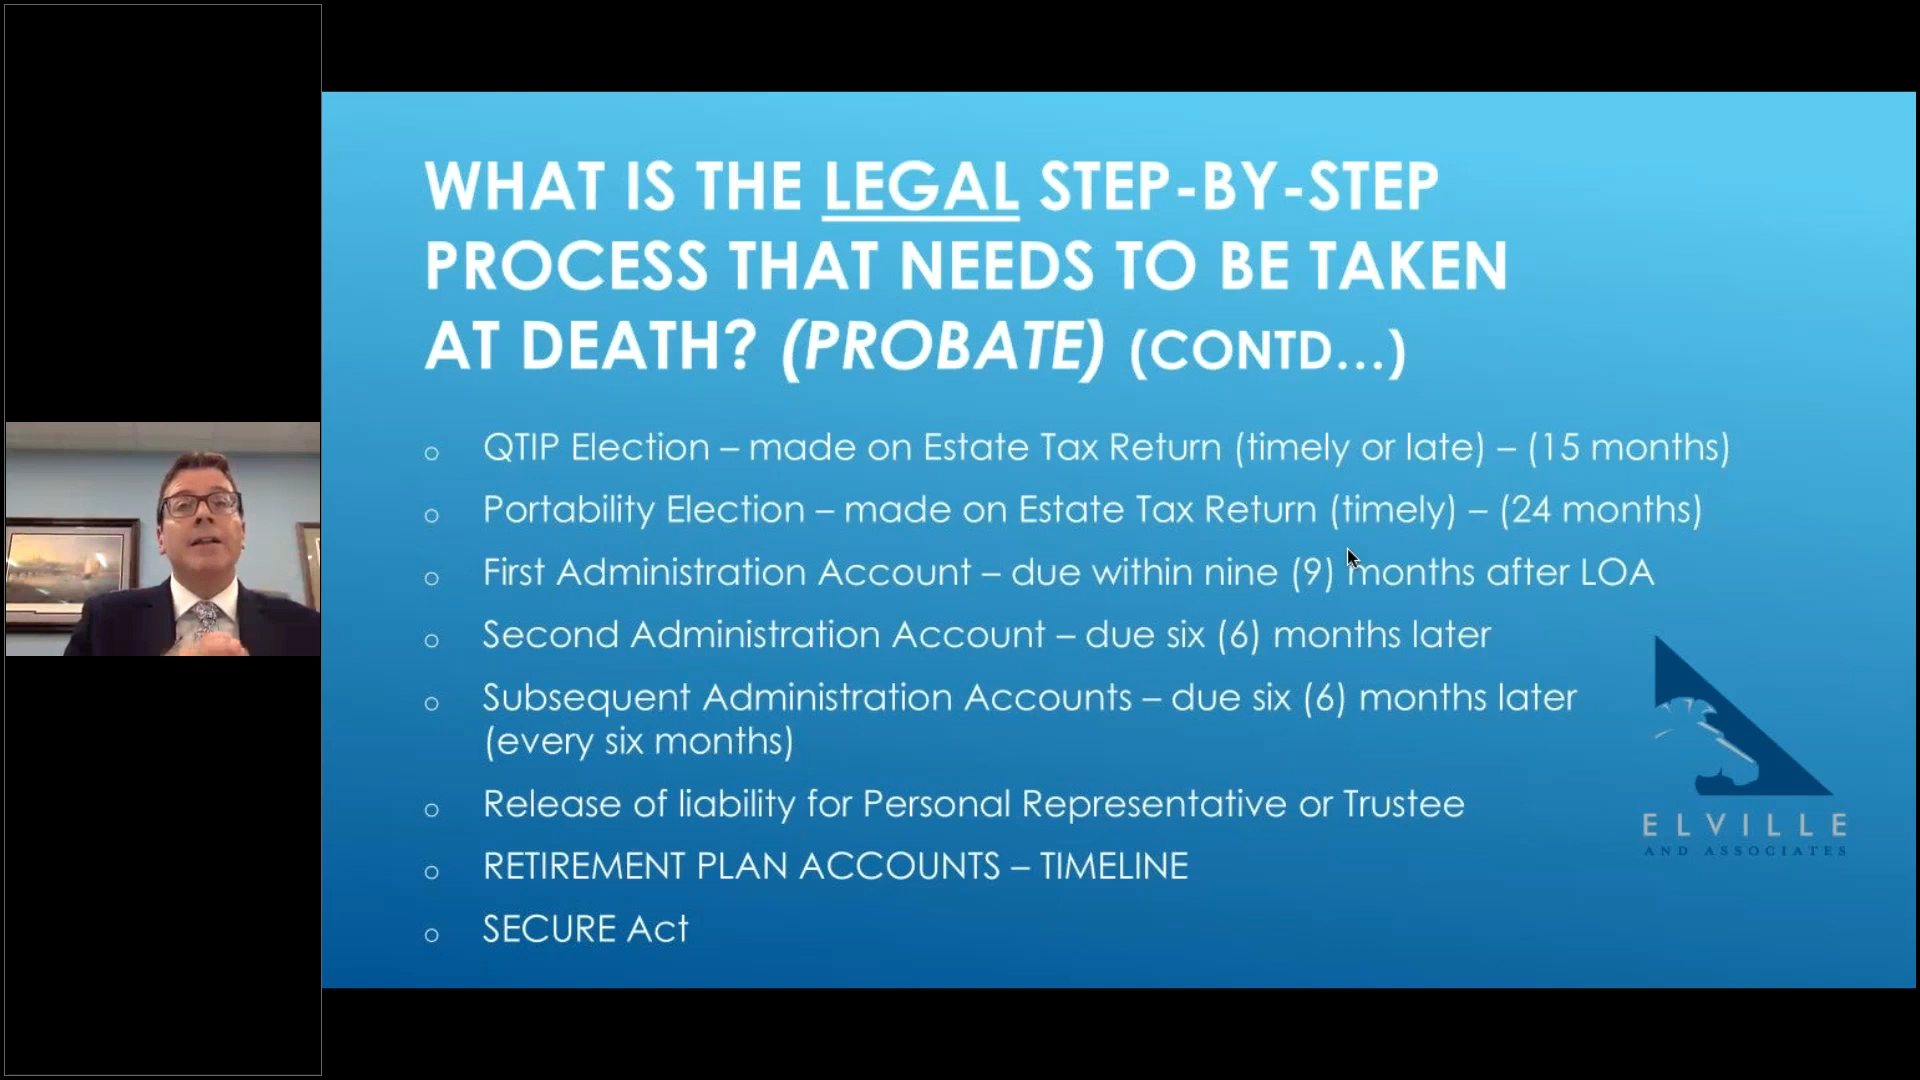 WHAT IS THE LEGAL STEP-BY-STEP
PROCESS THAT NEEDS TO BE TAKEN
AT DEATH? (PROBATE) (CONTD...)
○ QTIP Election – made on Estate Tax Return (timely or late) – (15 months)
○ Portability Election – made on Estate Tax Return (timely) – (24 months)
○ First Administration Account – due within nine (9) months after LOA
○ Second Administration Account – due six (6) months later
○ Subsequent Administration Accounts – due six (6) months later
(every six months)
○ Release of liability for Personal Representative or Trustee
○ RETIREMENT PLAN ACCOUNTS – TIMELINE
○ SECURE Act
ELVILLE
AND ASSOCIATES